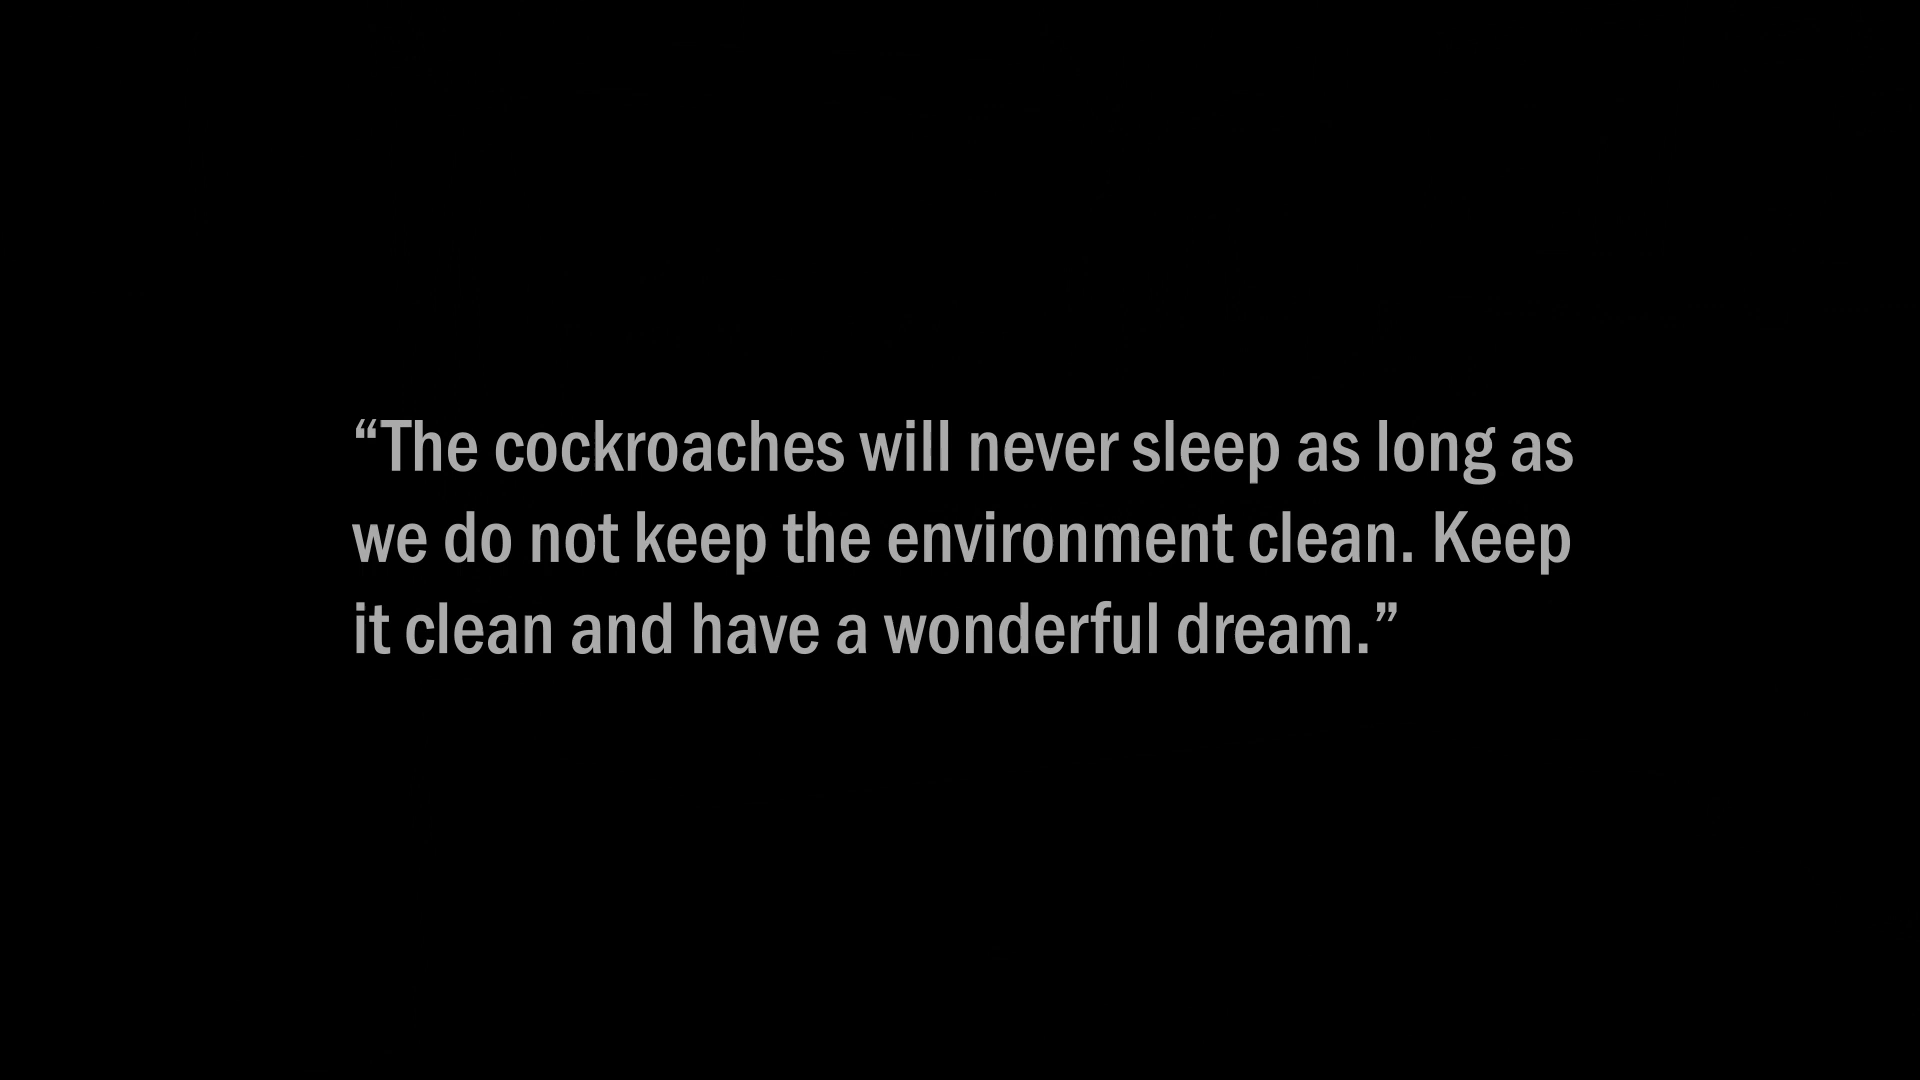 “The cockroaches will never sleep as long as
we do not keep the environment clean. Keep
it clean and have a wonderful dream.”